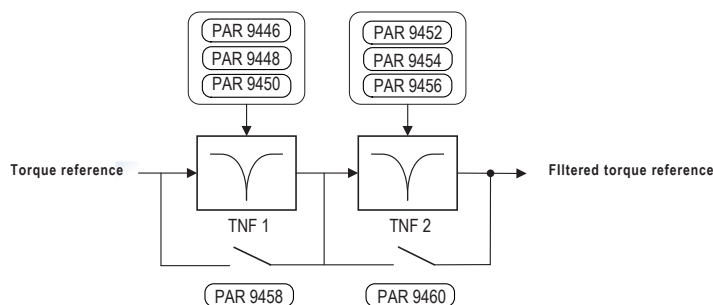 PAR 9446
PAR 9448
PAR 9450
PAR 9452
PAR 9454
PAR 9456
Torque reference
FIltered torque reference
TNF 1
TNF 2
PAR 9458
PAR 9460